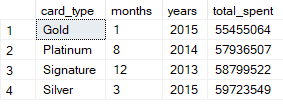 card_type months years total_spent
1 Gold 1 2015 55455064
2 Platinum 8 2014 57936507
3 Signature 12 2013 58799522
4 Silver 3 2015 59723549